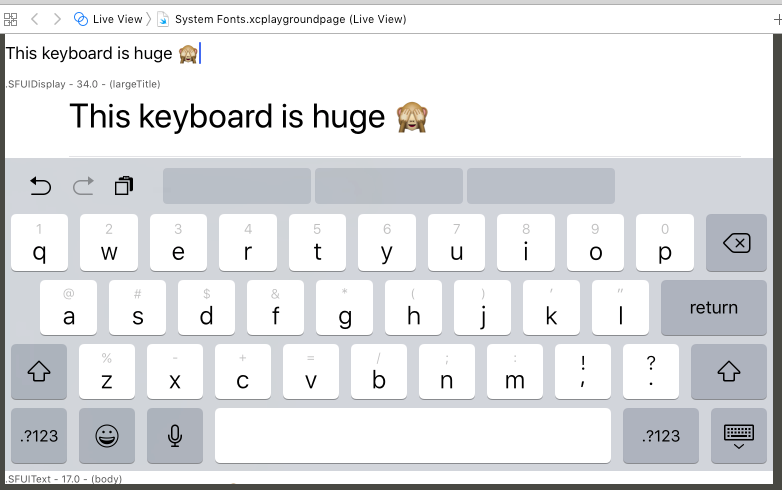 Live View 〉 System Fonts.xcplaygroundpage (Live View)
This keyboard is huge 🙈
.SFUIDisplay - 34.0 - (largeTitle)
This keyboard is huge 🙈
1 2 3 4 5 6 7 8 9 0
q w e r t y u i o p
@ # $ & * ( ) ' "
a s d f g h j k l return
% - + = / ; : ! ?
z x c v b n m , .
.?123 .?123
.SFUIText - 17.0 - (body)